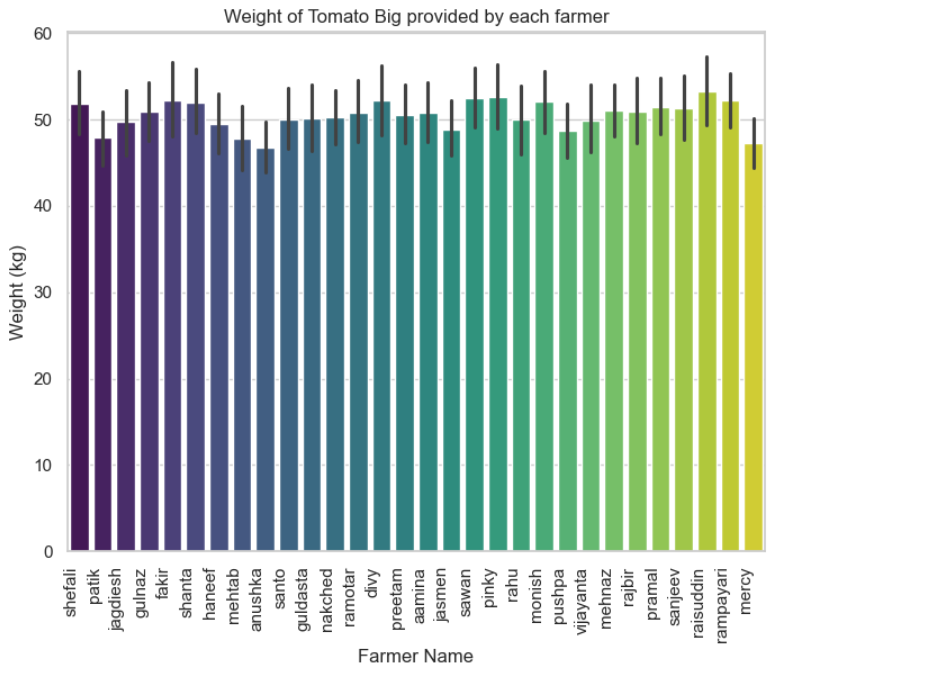 Weight of Tomato Big provided by each farmer
60
50
40
30
20
10
0
Weight (kg)
shefali
patik
jagdiesh
gulnaz
fakir
shanta
haneef
mehtab
anushka
santo
guldasta
nakched
ramotar
divy
preetam
aamina
jasmen
sawan
pinky
rahu
monish
pushpa
vijayanta
mehnaz
rajbir
pramal
sanjeev
raisuddin
rampayari
mercy
Farmer Name